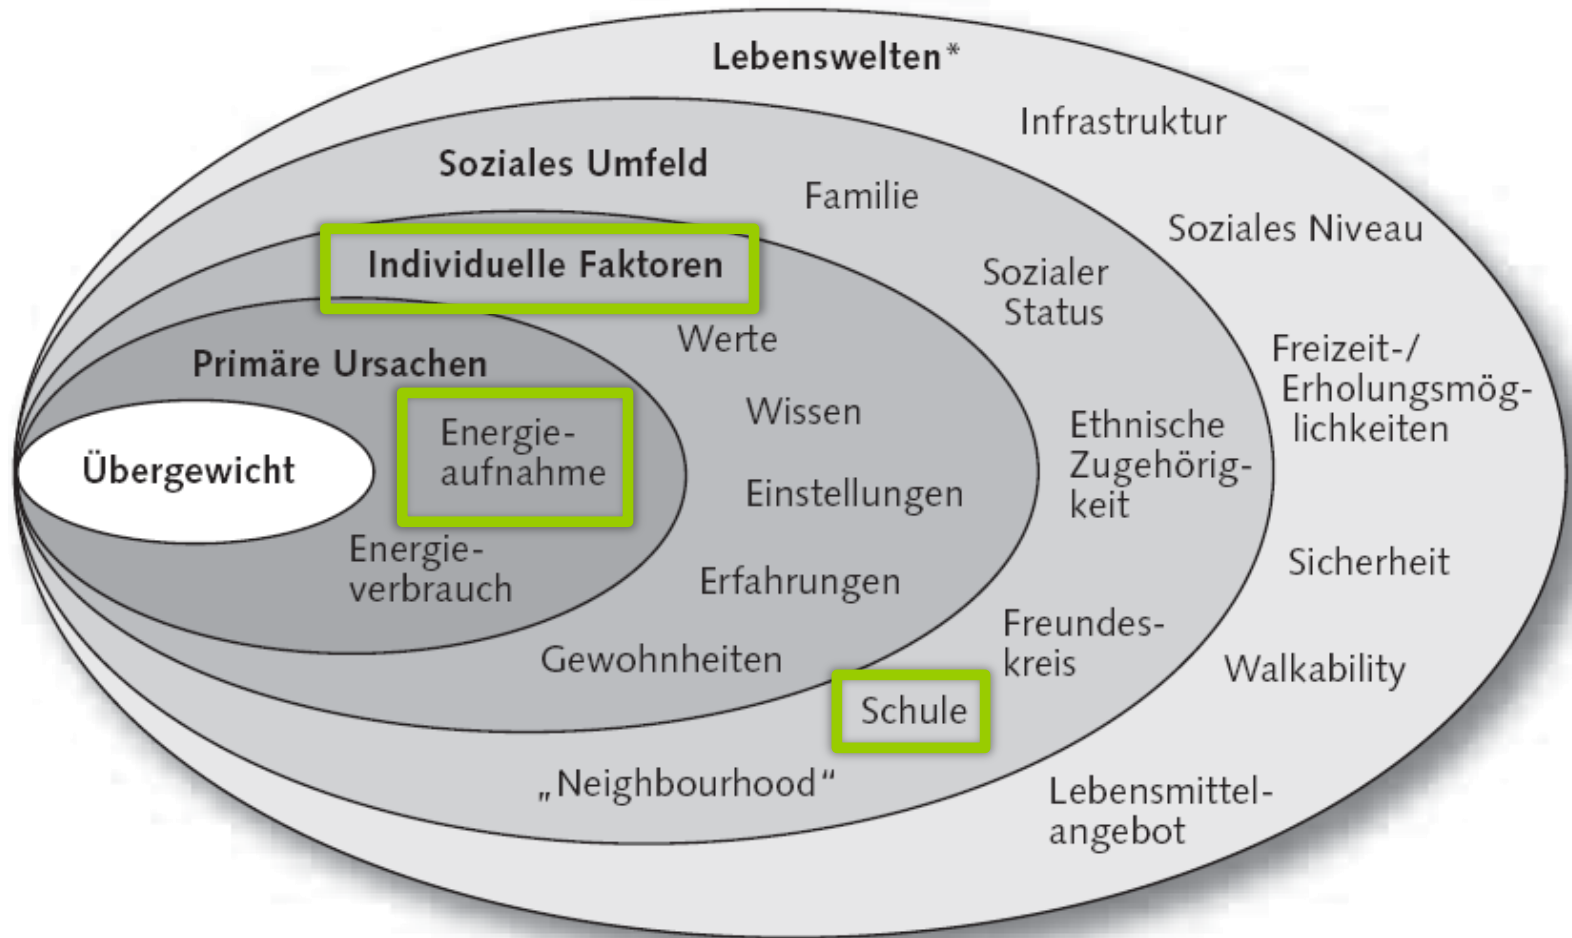 Lebenswelten*
Infrastruktur
Soziales Niveau
Freizeit-/
Erholungsmög-
lichkeiten
Sicherheit
Walkability
Lebensmittel-
angebot
Soziales Umfeld
Familie
Sozialer
Status
Ethnische
Zugehörig-
keit
Freundes-
kreis
Schule
„Neighbourhood“
Individuelle Faktoren
Werte
Wissen
Einstellungen
Erfahrungen
Gewohnheiten
Primäre Ursachen
Energie-
aufnahme
Energie-
verbrauch
Übergewicht